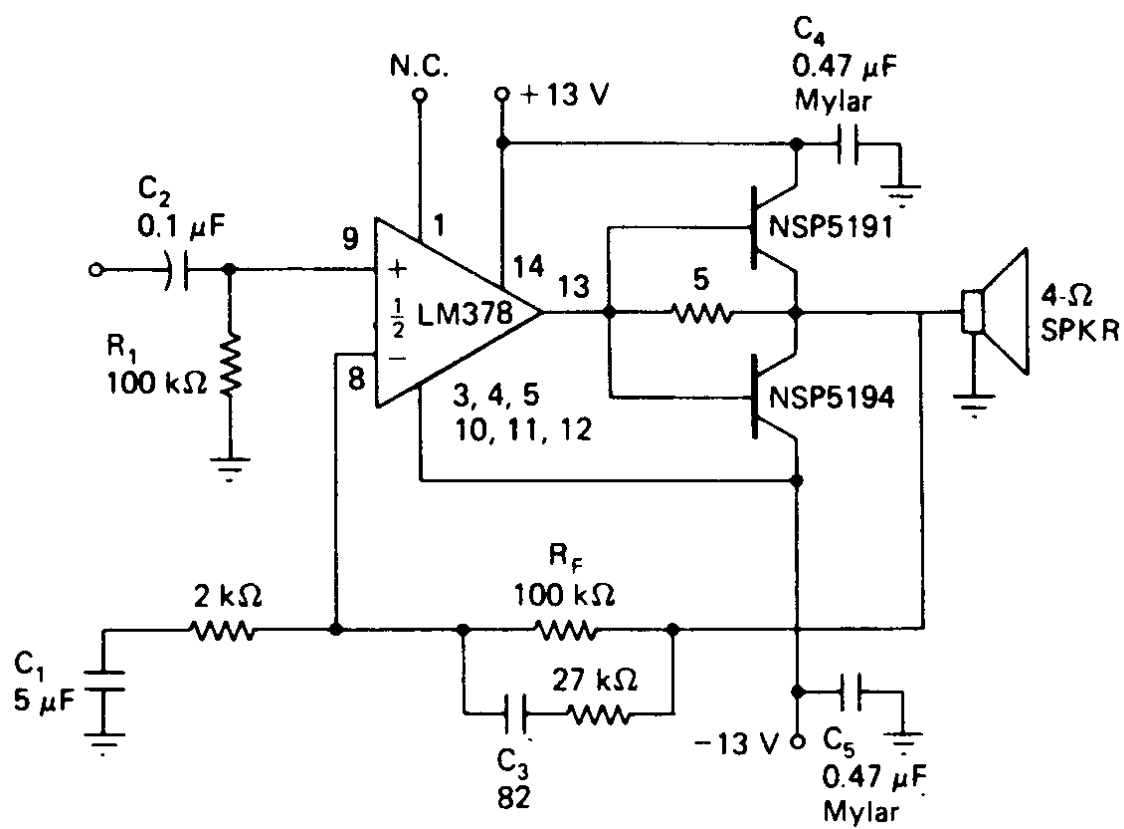 C4
0.47 μF
Mylar
N.C.
+ 13 V
C2
0.1 μF
9
1
NSP5191
+
14
13
5
1/2 LM378
4-Ω
SPKR
R1
100 kΩ
8
−
3, 4, 5
10, 11, 12
NSP5194
RF
100 kΩ
2 kΩ
C1
5 μF
27 kΩ
C3
82
−13 V
C5
0.47 μF
Mylar